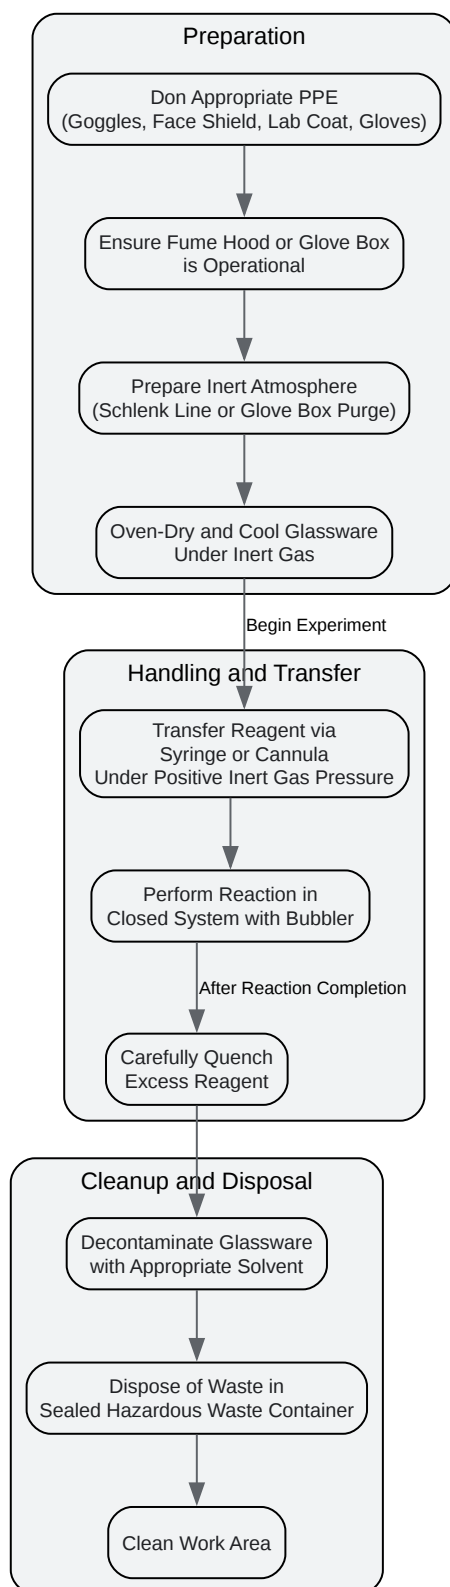 Preparation
Don Appropriate PPE
(Goggles, Face Shield, Lab Coat, Gloves)
Ensure Fume Hood or Glove Box
is Operational
Prepare Inert Atmosphere
(Schlenk Line or Glove Box Purge)
Oven-Dry and Cool Glassware
Under Inert Gas
Begin Experiment
Handling and Transfer
Transfer Reagent via
Syringe or Cannula
Under Positive Inert Gas Pressure
Perform Reaction in
Closed System with Bubbler
After Reaction Completion
Carefully Quench
Excess Reagent
Cleanup and Disposal
Decontaminate Glassware
with Appropriate Solvent
Dispose of Waste in
Sealed Hazardous Waste Container
Clean Work Area